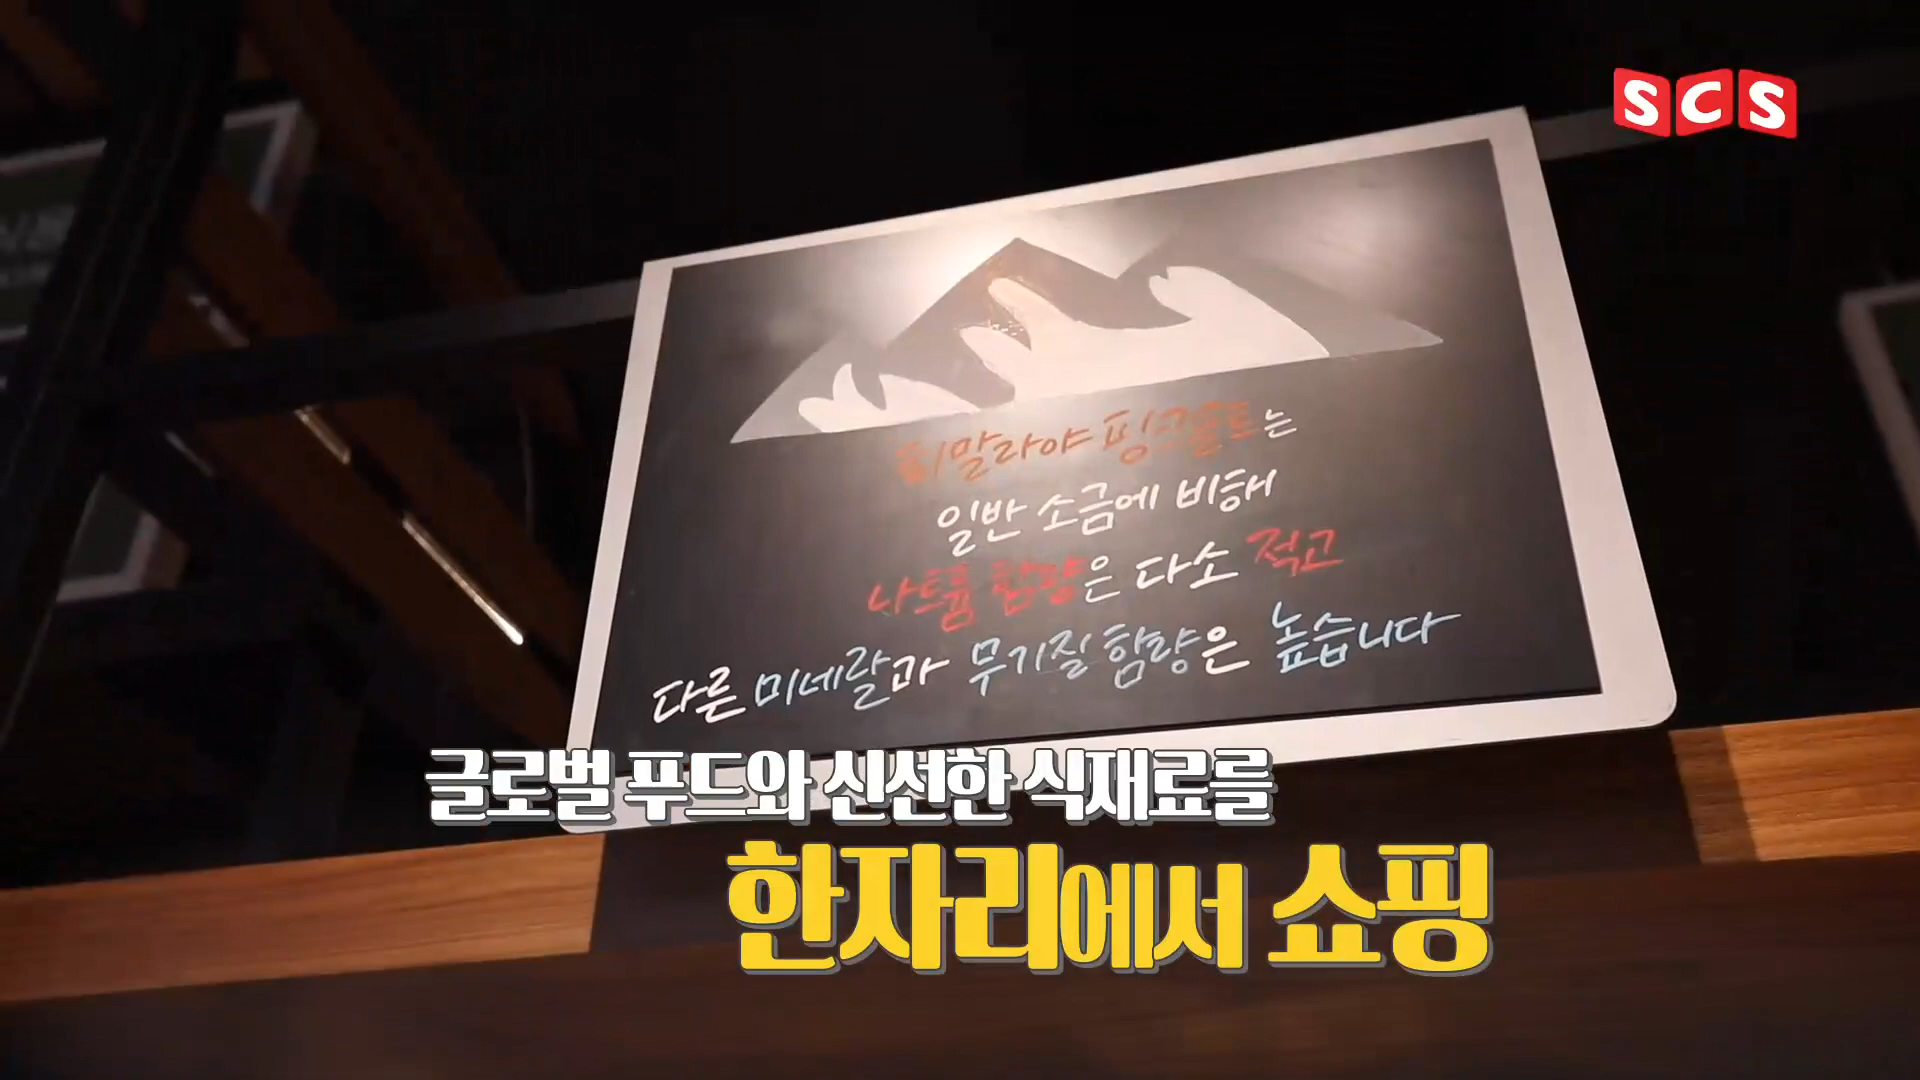 SCS
히말라야 핑크솔트는
일반 소금에 비해
나트륨 함량은 다소 적고
다른 미네랄과 무기질 함량은 높습니다
글로벌 푸드와 신선한 식재료를
한자리에서 쇼핑